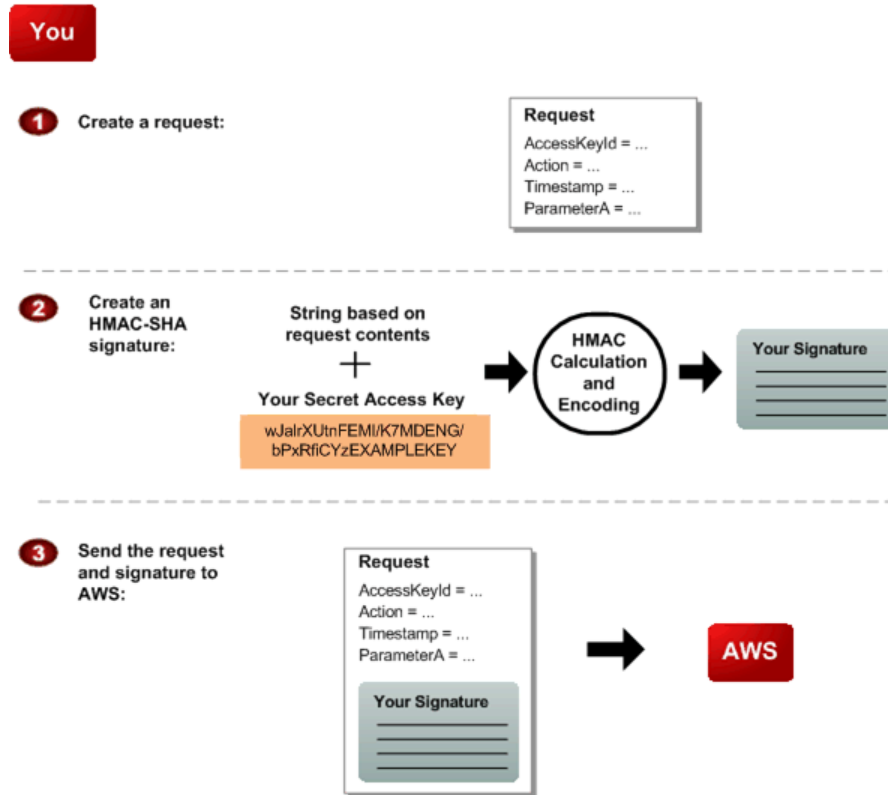 You
1
Create a request:
Request
AccessKeyId = ...
Action = ...
Timestamp = ...
ParameterA = ...
2
Create an
HMAC-SHA
signature:
String based on
request contents
+
Your Secret Access Key
wJalrXUtnFEMI/K7MDENG/
bPxRfiCYzEXAMPLEKEY
HMAC
Calculation
and
Encoding
Your Signature
3
Send the request
and signature to
AWS:
Request
AccessKeyId = ...
Action = ...
Timestamp = ...
ParameterA = ...
Your Signature
AWS